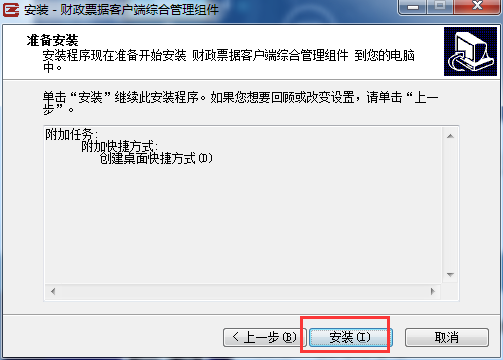 安装 - 财政票据客户端综合管理组件
准备安装
安装程序现在准备开始安装 财政票据客户端综合管理组件 到您的电脑
中。
单击“安装”继续此安装程序。如果您想要回顾或改变设置，请单击“上一
步”。
附加任务:
附加快捷方式:
创建桌面快捷方式(D)
< 上一步(B)
安装(I)
取消